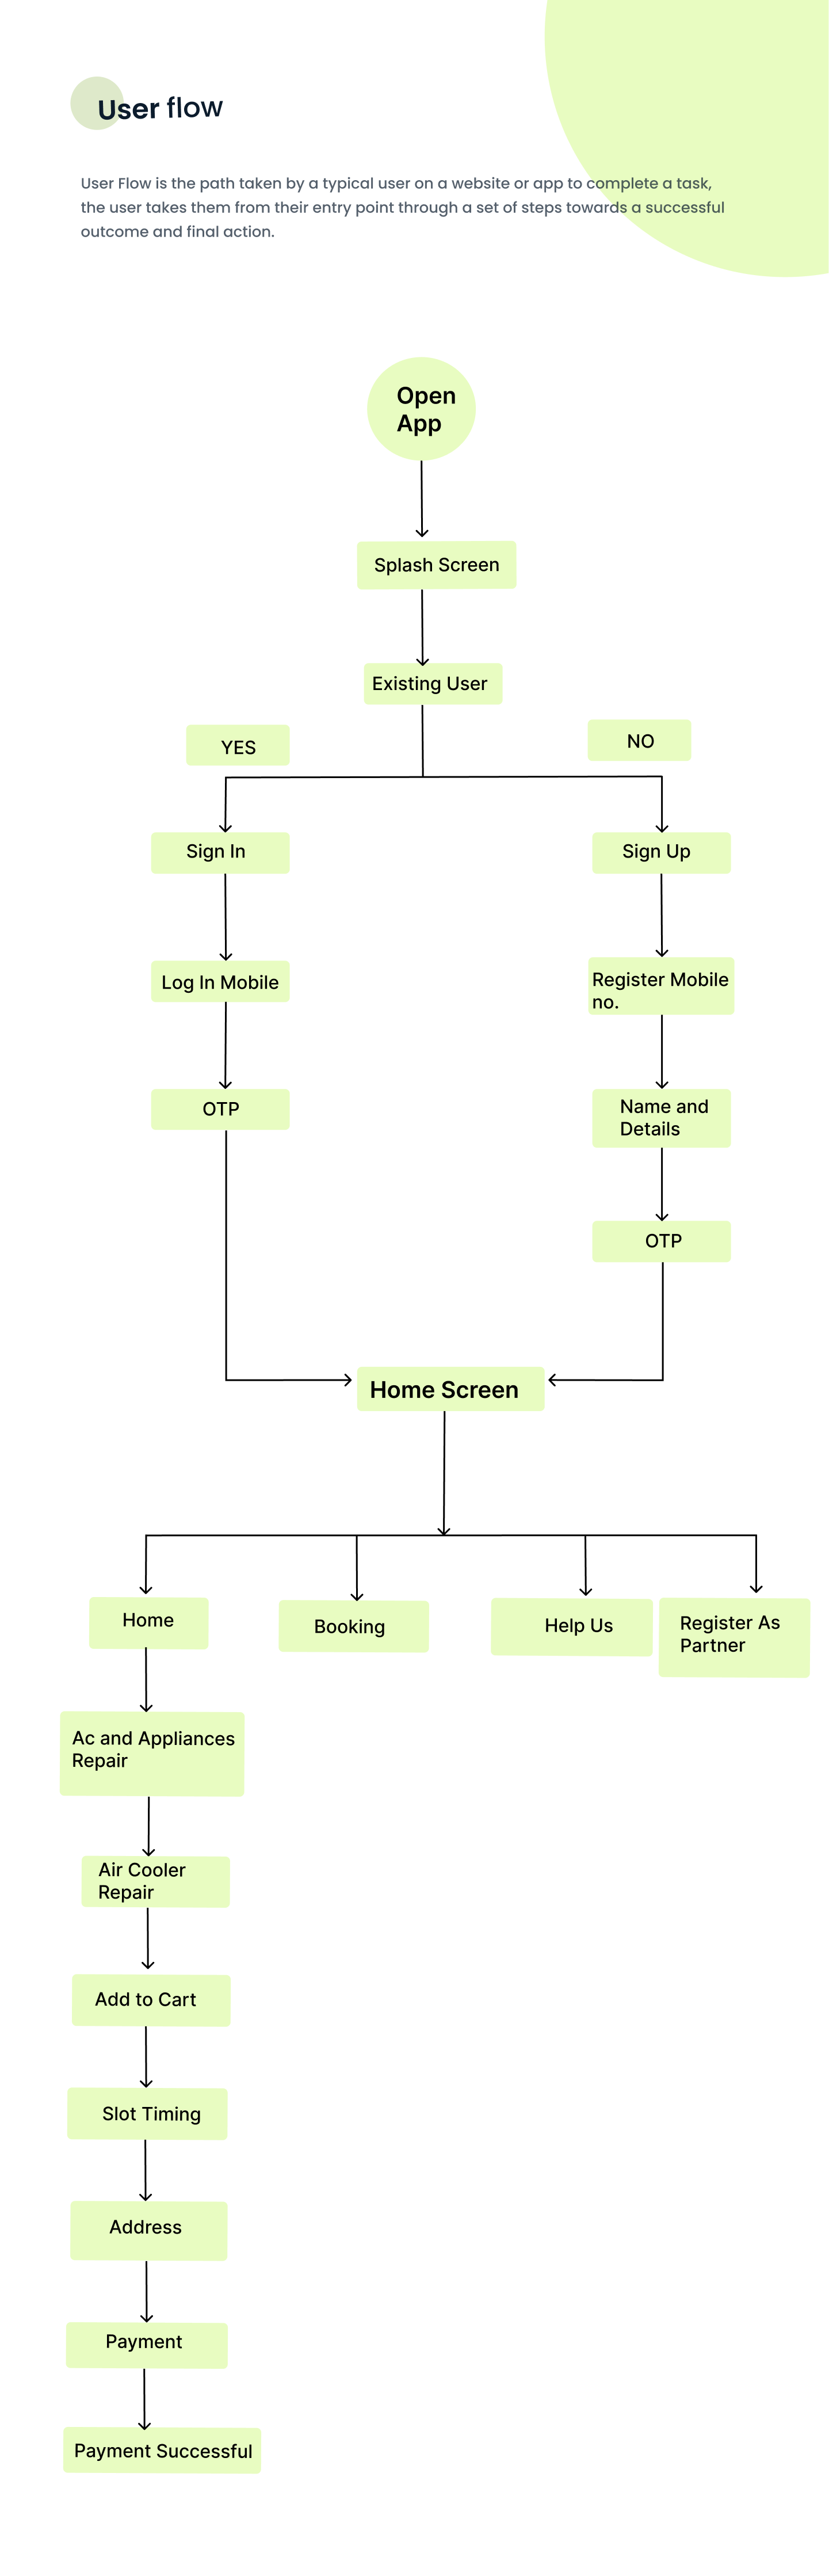 User flow
User Flow is the path taken by a typical user on a website or app to complete a task,
the user takes them from their entry point through a set of steps towards a successful
outcome and final action.
Open
App
Splash Screen
Existing User
YES
NO
Sign In
Sign Up
Log In Mobile
Register Mobile
no.
OTP
Name and
Details
OTP
Home Screen
Home
Booking
Help Us
Register As
Partner
Ac and Appliances
Repair
Air Cooler
Repair
Add to Cart
Slot Timing
Address
Payment
Payment Successful